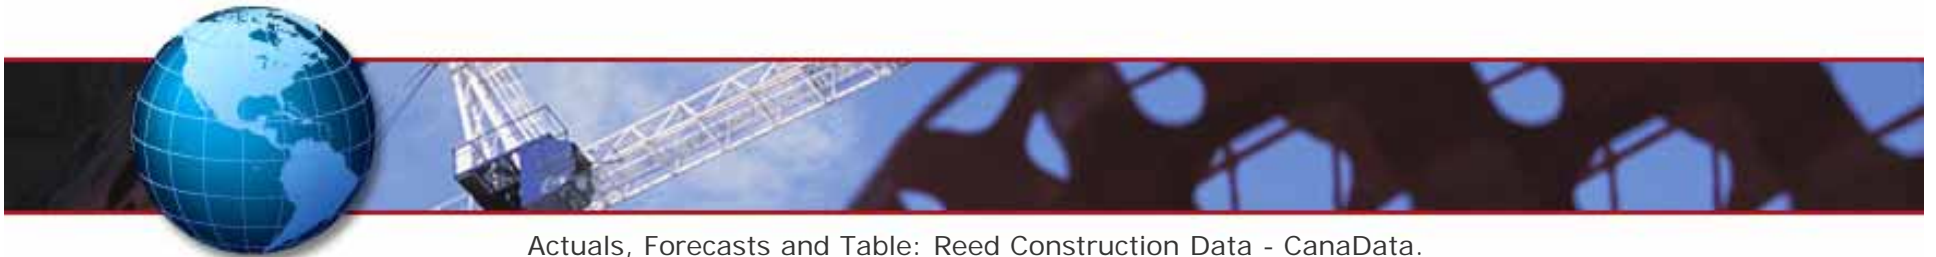 Actuals, Forecasts and Table: Reed Construction Data - CanaData.